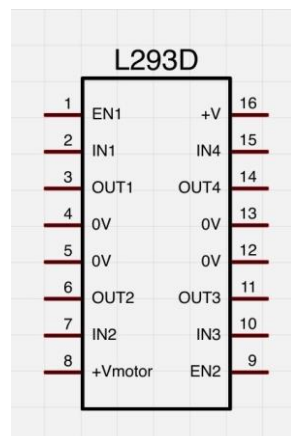 L293D
1 EN1 +V 16
2 IN1 IN4 15
3 OUT1 OUT4 14
4 0V 0V 13
5 0V 0V 12
6 OUT2 OUT3 11
7 IN2 IN3 10
8 +Vmotor EN2 9